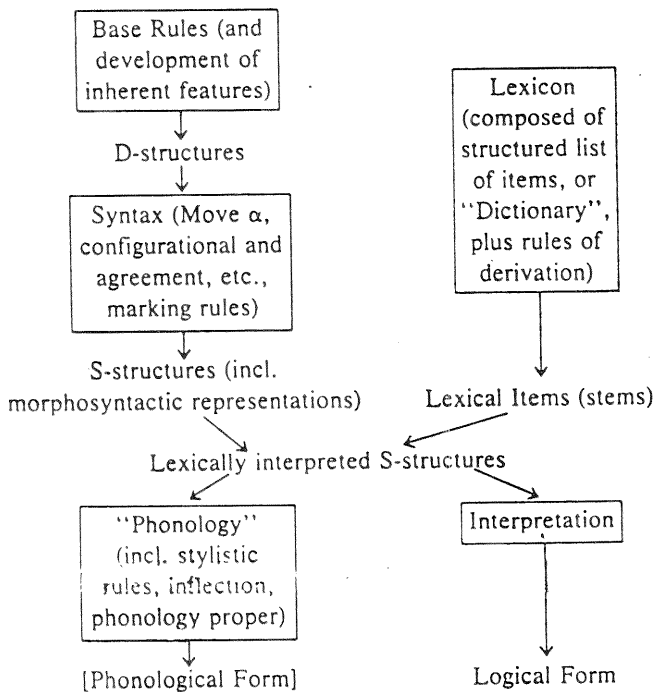 Base Rules (and
development of
inherent features)
D-structures
Syntax (Move α,
configurational and
agreement, etc.,
marking rules)
S-structures (incl.
morphosyntactic representations)
Lexicon
(composed of
structured list
of items, or
“Dictionary”,
plus rules of
derivation)
Lexical Items (stems)
Lexically interpreted S-structures
“Phonology”
(incl. stylistic
rules, inflection,
phonology proper)
[Phonological Form]
Interpretation
Logical Form